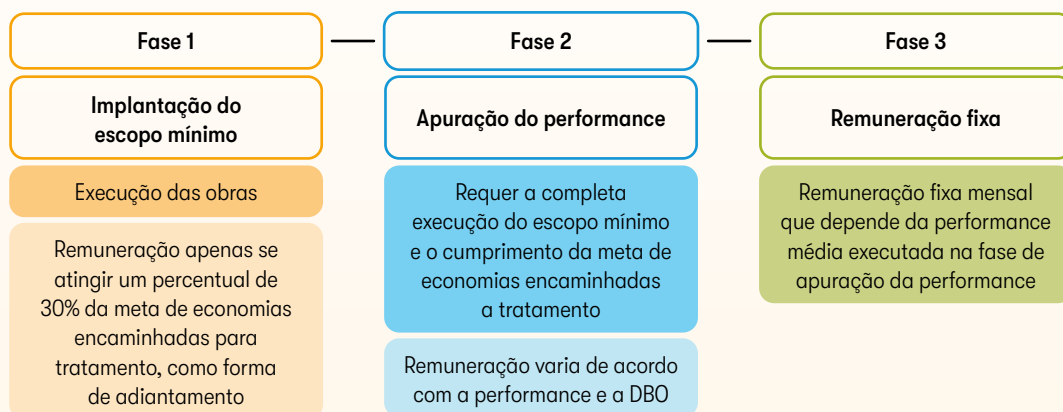 Fase 1
Implantação do
escopo mínimo
Execução das obras
Remuneração apenas se
atingir um percentual de
30% da meta de economias
encaminhadas para
tratamento, como forma
de adiantamento
Fase 2
Apuração do performance
Requer a completa
execução do escopo mínimo
e o cumprimento da meta de
economias encaminhadas
a tratamento
Remuneração varia de acordo
com a performance e a DBO
Fase 3
Remuneração fixa
Remuneração fixa mensal
que depende da performance
média executada na fase de
apuração da performance